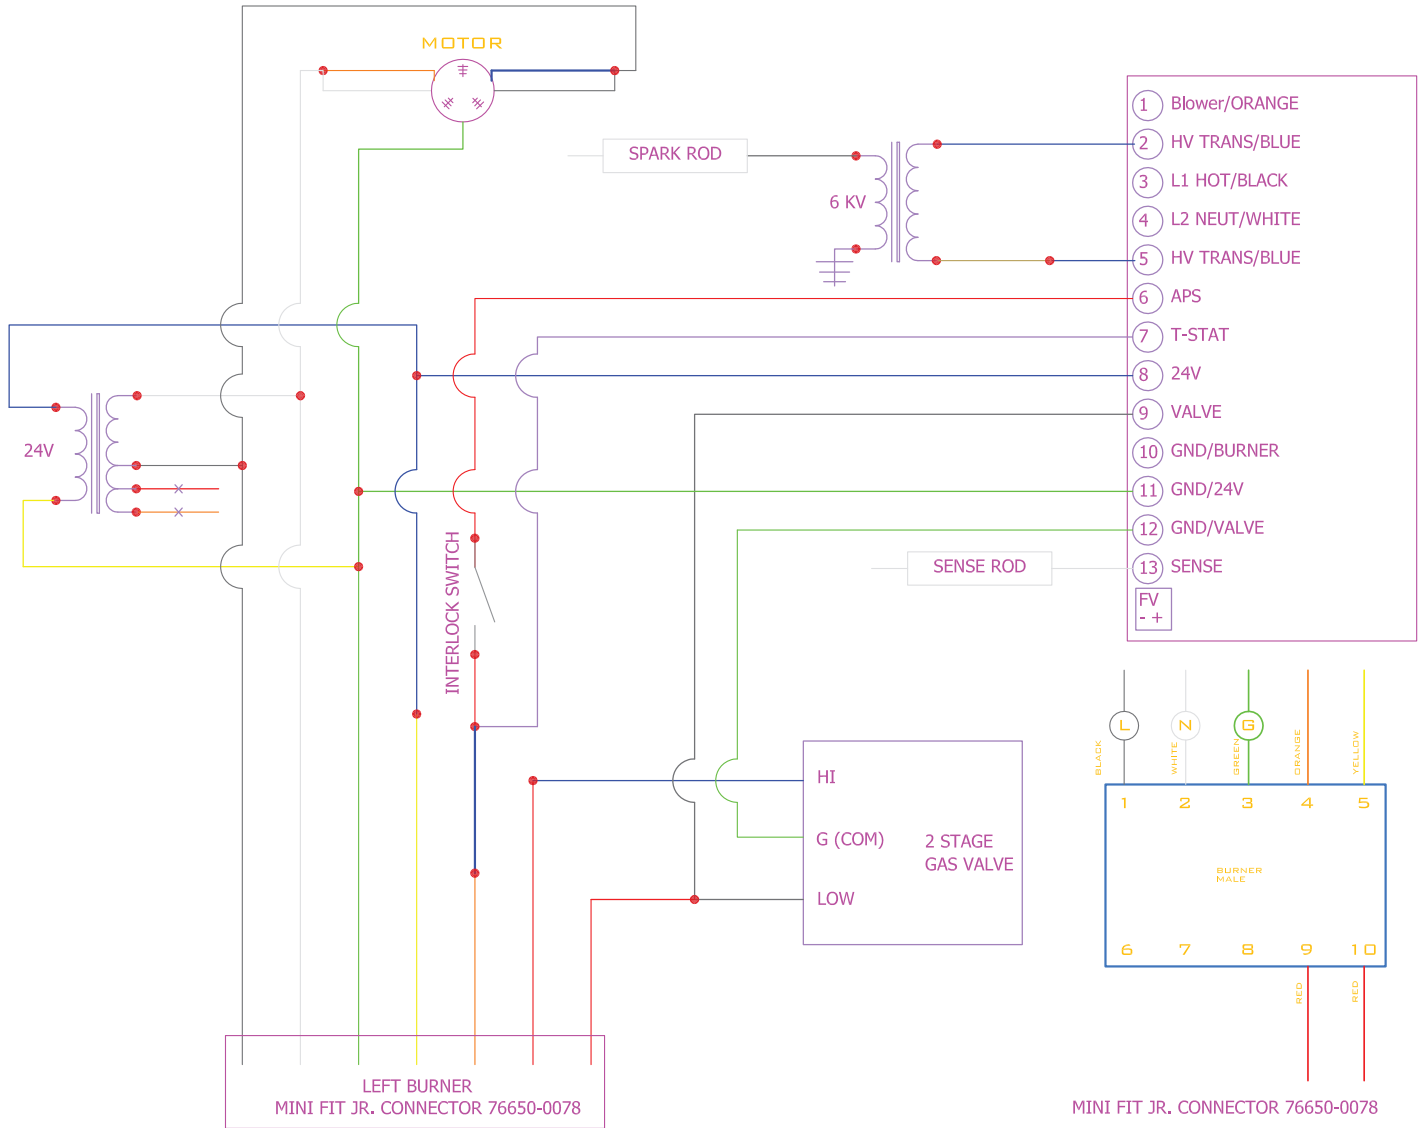 MOTOR
SPARK ROD
6 KV
1 Blower/ORANGE
2 HV TRANS/BLUE
3 L1 HOT/BLACK
4 L2 NEUT/WHITE
5 HV TRANS/BLUE
6 APS
7 T-STAT
8 24V
9 VALVE
10 GND/BURNER
11 GND/24V
12 GND/VALVE
13 SENSE
FV
- +
24V
SENSE ROD
INTERLOCK SWITCH
HI
G (COM)
LOW
2 STAGE
GAS VALVE
L N G
BLACK WHITE GREEN ORANGE YELLOW
1 2 3 4 5
BURNER
MALE
6 7 8 9 10
RED RED
LEFT BURNER
MINI FIT JR. CONNECTOR 76650-0078
MINI FIT JR. CONNECTOR 76650-0078